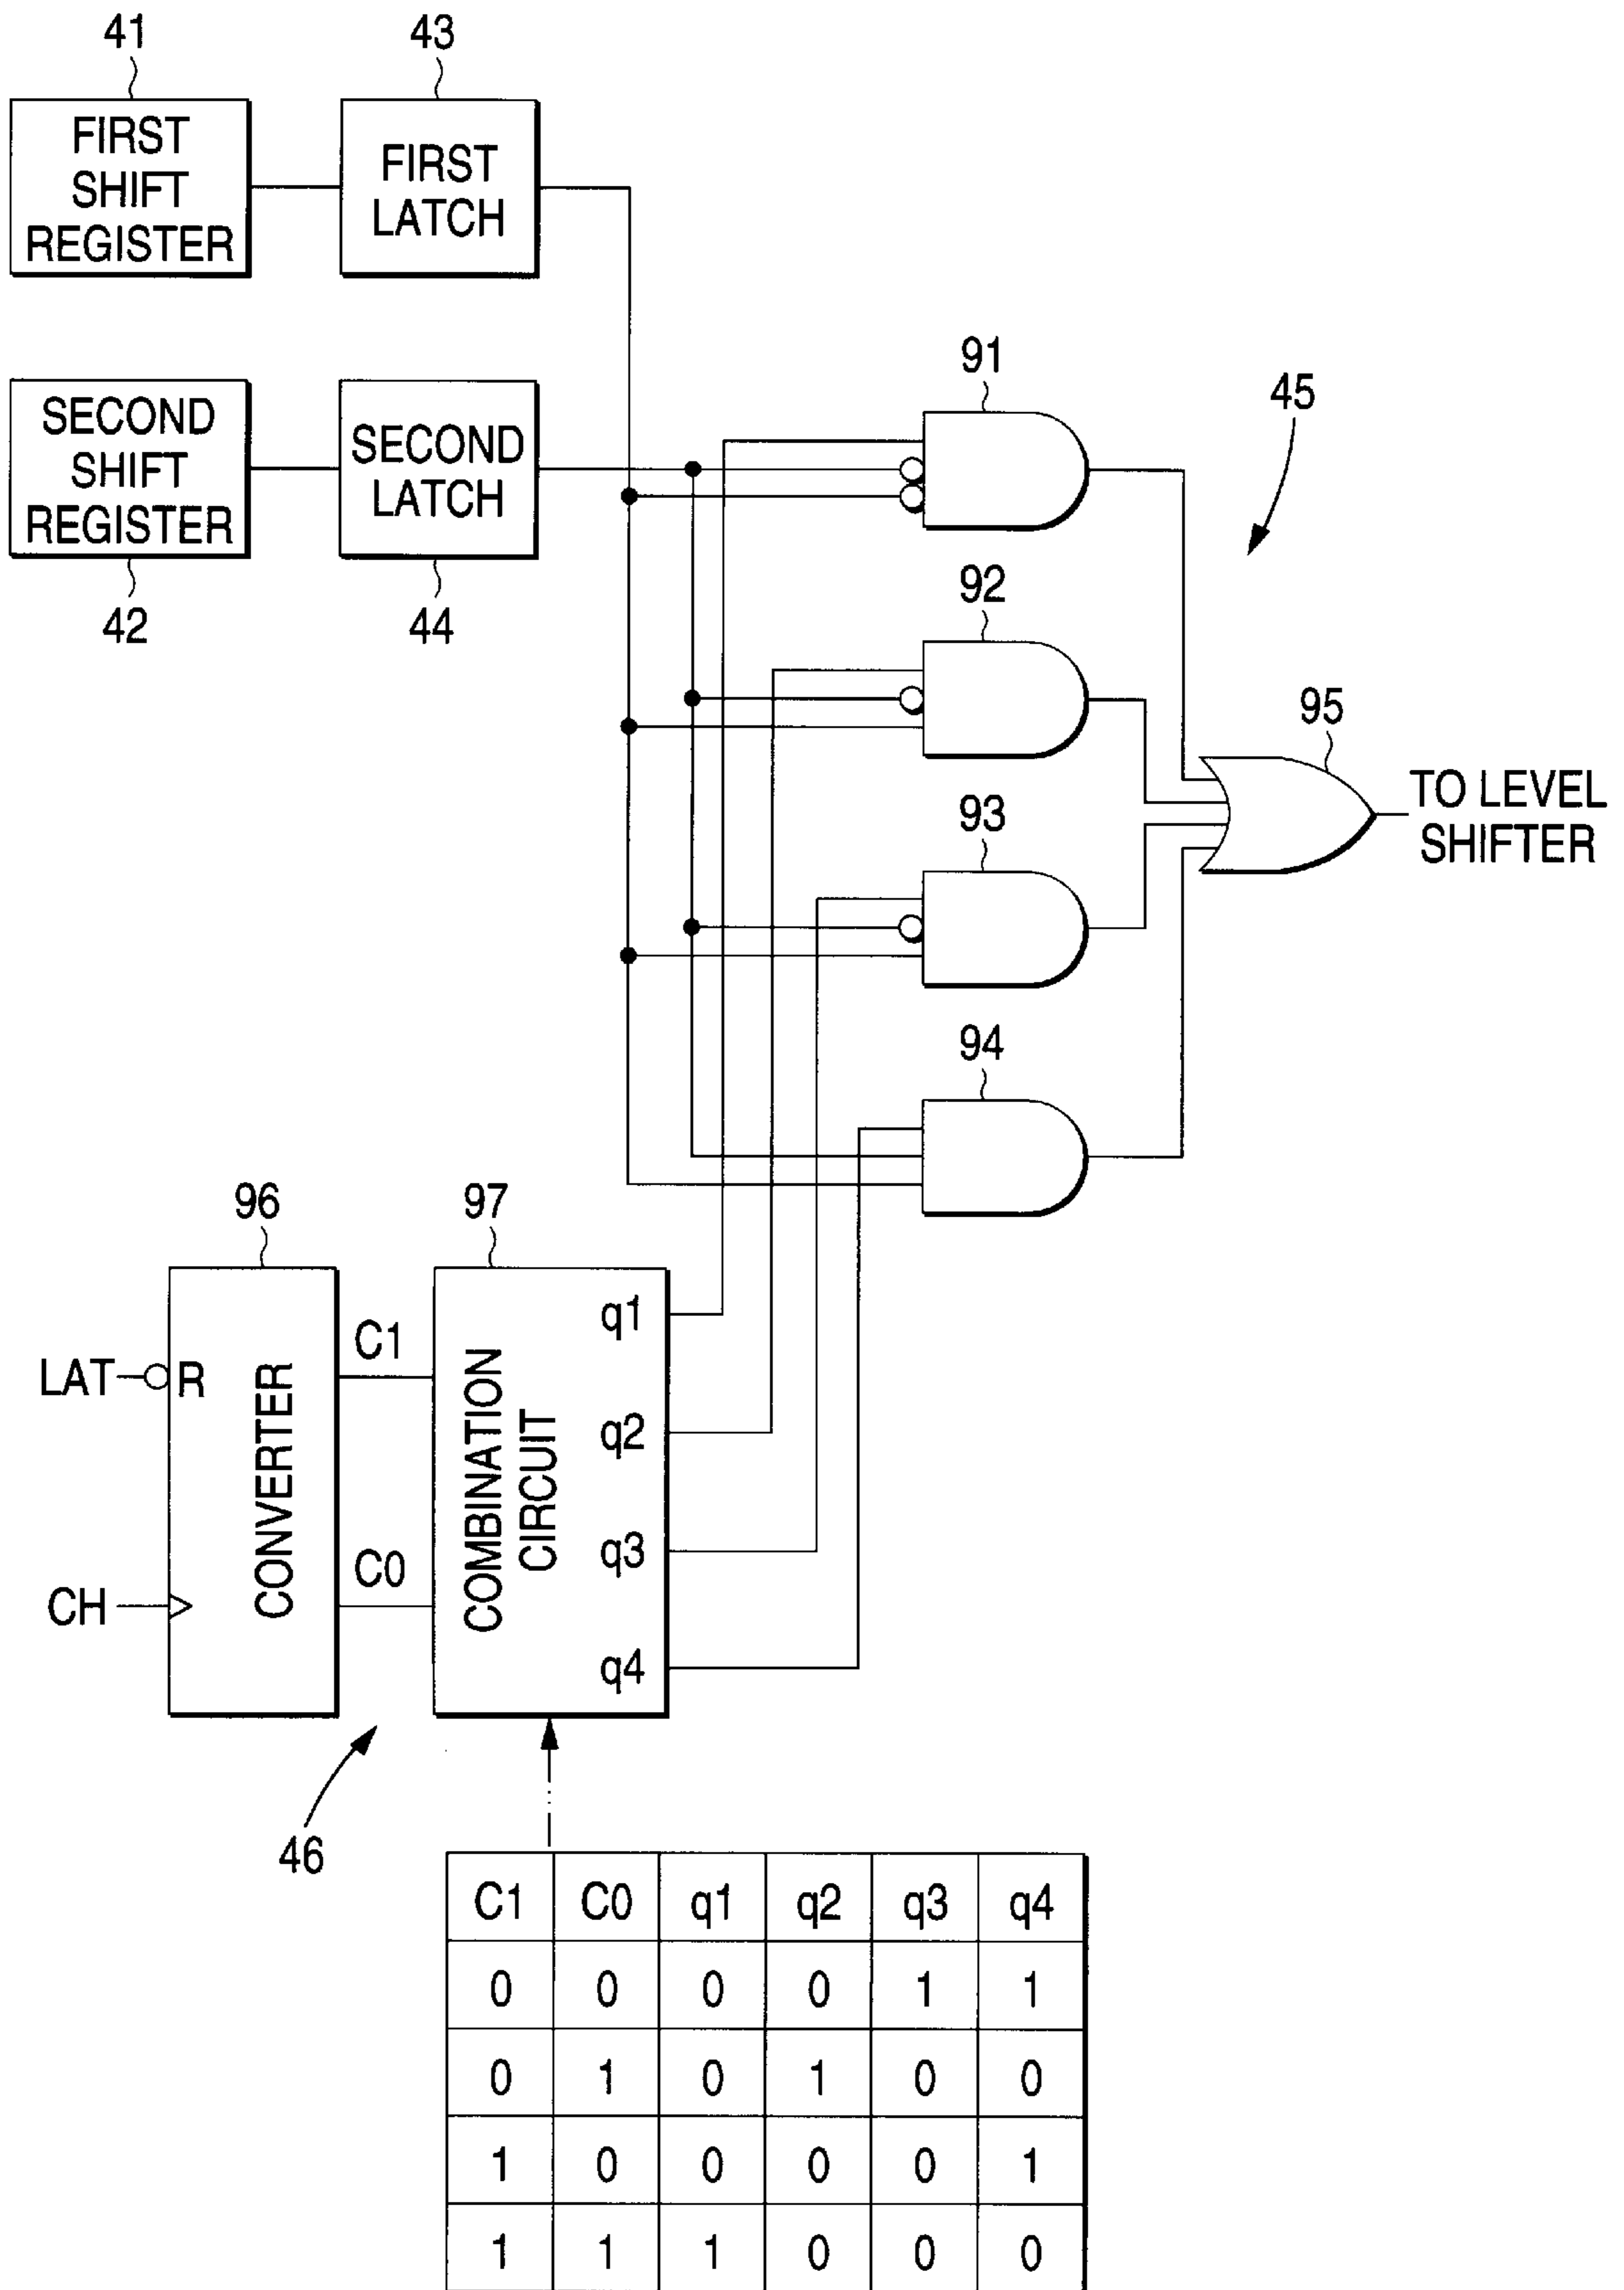 41
43
FIRST
SHIFT
REGISTER
FIRST
LATCH
SECOND
SHIFT
REGISTER
SECOND
LATCH
42
44
91
45
92
95
93
TO LEVEL
SHIFTER
94
96
97
LAT
R
CH
CONVERTER
C1
C0
COMBINATION
CIRCUIT
q1
q2
q3
q4
46
C1 C0 q1 q2 q3 q4
0 0 0 0 1 1
0 1 0 1 0 0
1 0 0 0 0 1
1 1 1 0 0 0